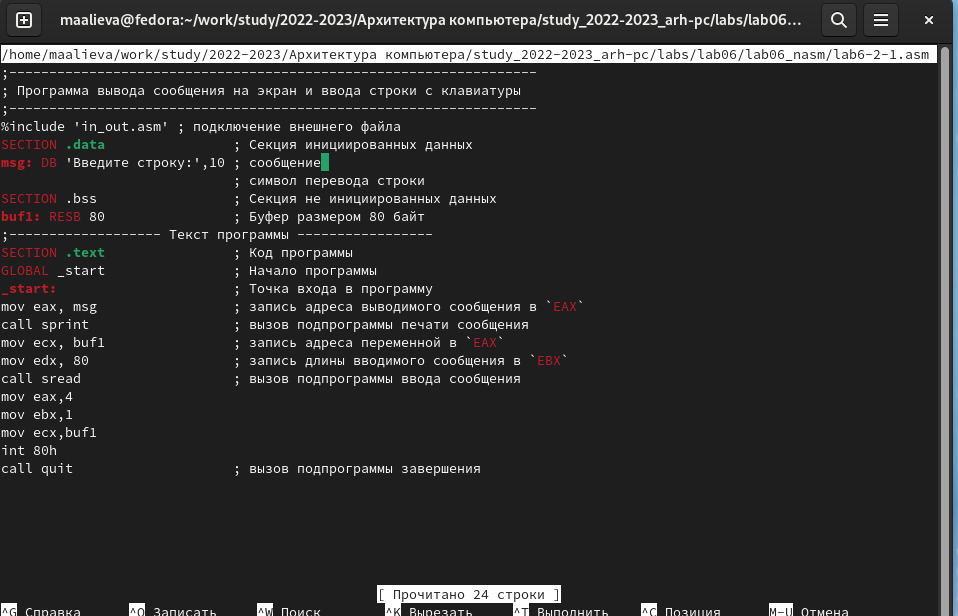 maalieva@fedora:~/work/study/2022-2023/Архитектура компьютера/study_2022-2023_arh-pc/labs/lab06...
/home/maalieva/work/study/2022-2023/Архитектура компьютера/study_2022-2023_arh-pc/labs/lab06/lab06_nasm/lab6-2-1.asm
;------------------------------------------------------------------
; Программа вывода сообщения на экран и ввода строки с клавиатуры
;------------------------------------------------------------------
%include 'in_out.asm' ; подключение внешнего файла
SECTION .data                ; Секция инициированных данных
msg: DB 'Введите строку:',10 ; сообщение
                             ; символ перевода строки
SECTION .bss                 ; Секция не инициированных данных
buf1: RESB 80                ; Буфер размером 80 байт
;------------------- Текст программы -----------------
SECTION .text                ; Код программы
GLOBAL _start                ; Начало программы
_start:                      ; Точка входа в программу
mov eax, msg                 ; запись адреса выводимого сообщения в `EAX`
call sprint                  ; вызов подпрограммы печати сообщения
mov ecx, buf1                ; запись адреса переменной в `EAX`
mov edx, 80                  ; запись длины вводимого сообщения в `EBX`
call sread                   ; вызов подпрограммы ввода сообщения
mov eax,4
mov ebx,1
mov ecx,buf1
int 80h
call quit                    ; вызов подпрограммы завершения
[ Прочитано 24 строки ]
^G Справка ^O Записать ^W Поиск ^K Вырезать ^T Выполнить ^C Позиция M-U Отмена